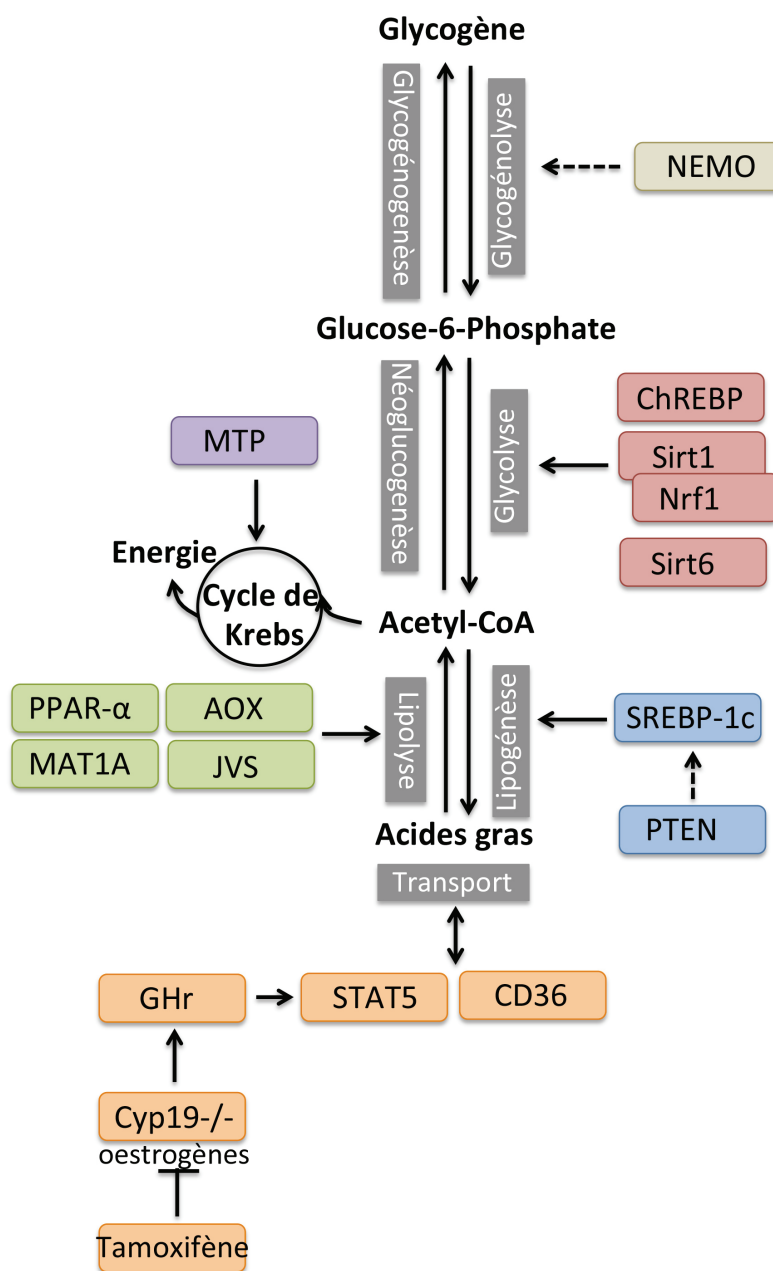 Glycogène
Glycogénogenèse
Glycogénolyse
NEMO
Glucose-6-Phosphate
Néoglucogenèse
Glycolyse
ChREBP
Sirt1
Nrf1
Sirt6
MTP
Energie
Cycle de
Krebs
Acetyl-CoA
PPAR-α
AOX
MAT1A
JVS
Lipolyse
Lipogénèse
SREBP-1c
PTEN
Acides gras
Transport
GHr
STAT5
CD36
Cyp19-/-
oestrogènes
Tamoxifène